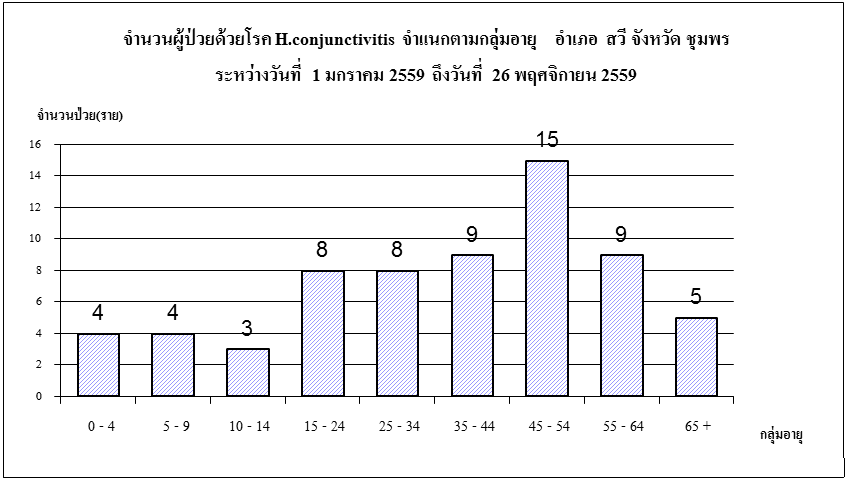 จำนวนผู้ป่วยด้วยโรค H.conjunctivitis จำแนกตามกลุ่มอายุ อำเภอ สวี จังหวัด ชุมพร
ระหว่างวันที่ 1 มกราคม 2559 ถึงวันที่ 26 พฤศจิกายน 2559
จำนวนป่วย(ราย)
16
14
12
10
8
6
4
2
0
4 4 3 8 8 9 15 9 5
0 - 4 5 - 9 10 - 14 15 - 24 25 - 34 35 - 44 45 - 54 55 - 64 65 +
กลุ่มอายุ